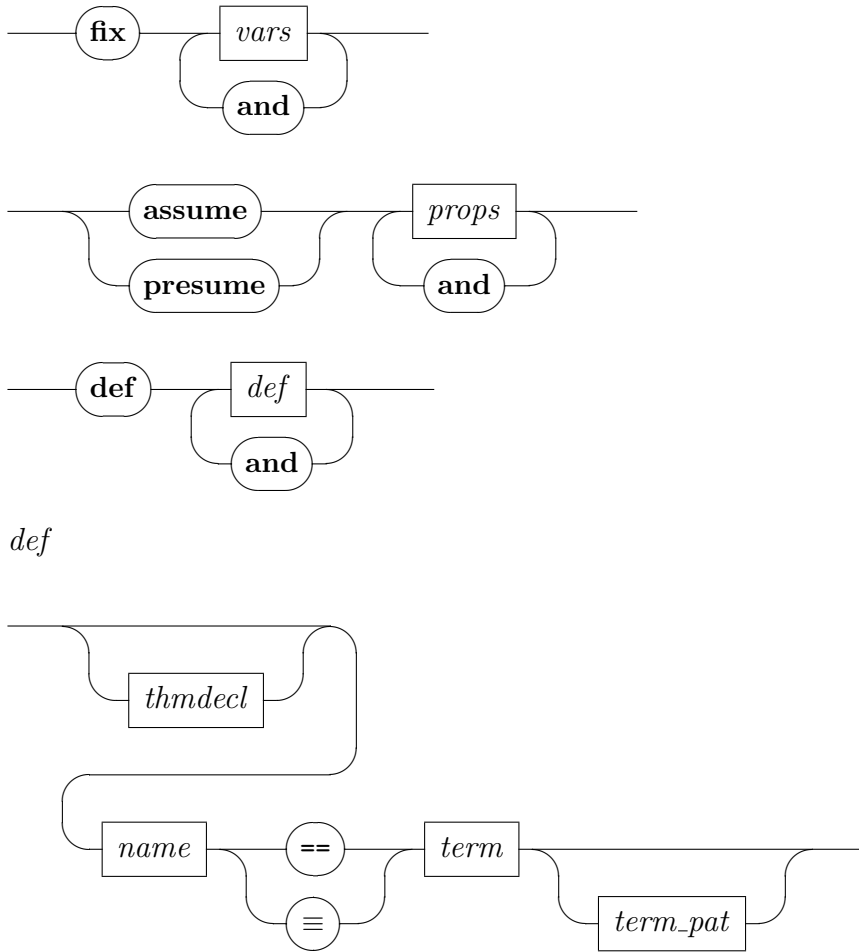 fix vars
and
assume props
presume and
def def
and
def
thmdecl
name == term
≡ term_pat